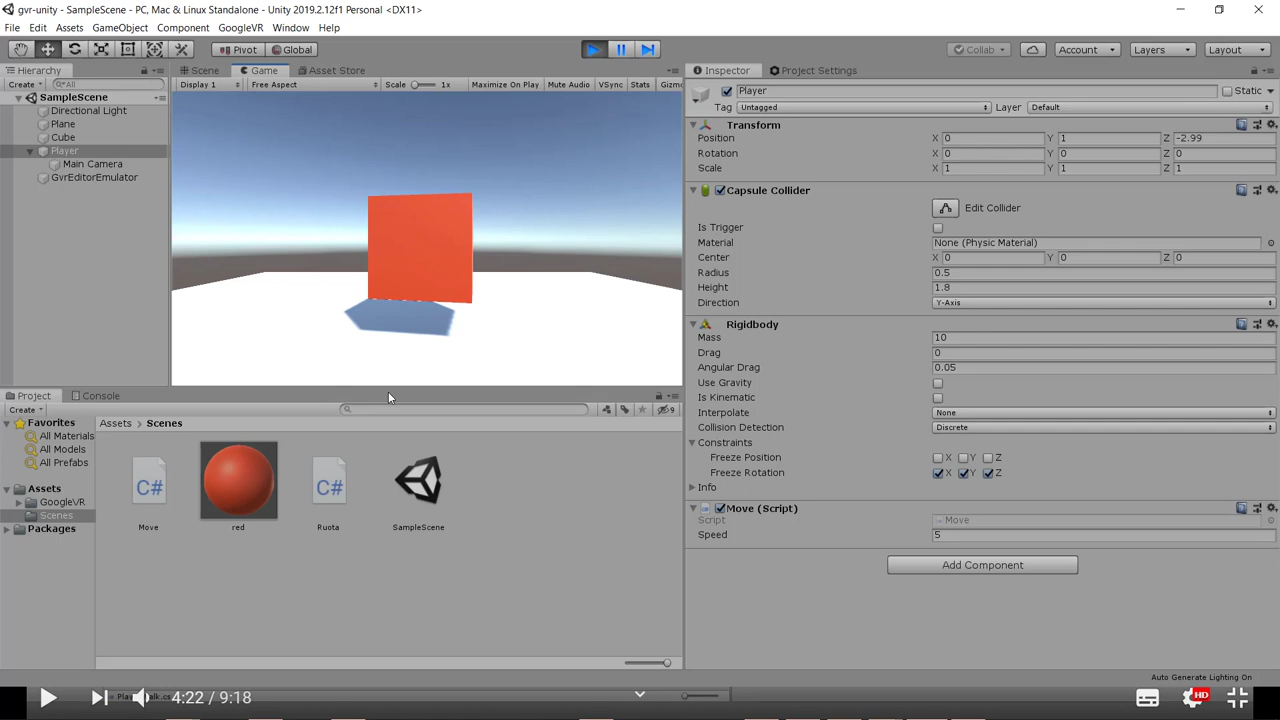 gvr-unity - SampleScene - PC, Mac & Linux Standalone - Unity 2019.2.12f1 Personal <DX11>
File Edit Assets GameObject Component GoogleVR Window Help
Pivot Global Collab Account Layers Layout
Hierarchy
Create All
SampleScene
Directional Light
Plane
Cube
Player
Main Camera
GvrEditorEmulator
Scene Game Asset Store
Display 1 Free Aspect Scale 1x Maximize On Play Mute Audio VSync Stats Gizmo
Inspector Project Settings
Player Static
Tag Untagged Layer Default
Transform
Position X 0 Y 1 Z -2.99
Rotation X 0 Y 0 Z 0
Scale X 1 Y 1 Z 1
Capsule Collider
Edit Collider
Is Trigger
Material None (Physic Material)
Center X 0 Y 0 Z 0
Radius 0.5
Height 1.8
Direction Y-Axis
Rigidbody
Mass 10
Drag 0
Angular Drag 0.05
Use Gravity
Is Kinematic
Interpolate None
Collision Detection Discrete
Constraints
Freeze Position X Y Z
Freeze Rotation X Y Z
Info
Move (Script)
Script Move
Speed 5
Add Component
Project Console
Create 9
Favorites
All Materials
All Models
All Prefabs
Assets
GoogleVR
Scenes
Packages
Assets Scenes
C# C#
Move red Ruota SampleScene
Auto Generate Lighting On
4:22 / 9:18 HD